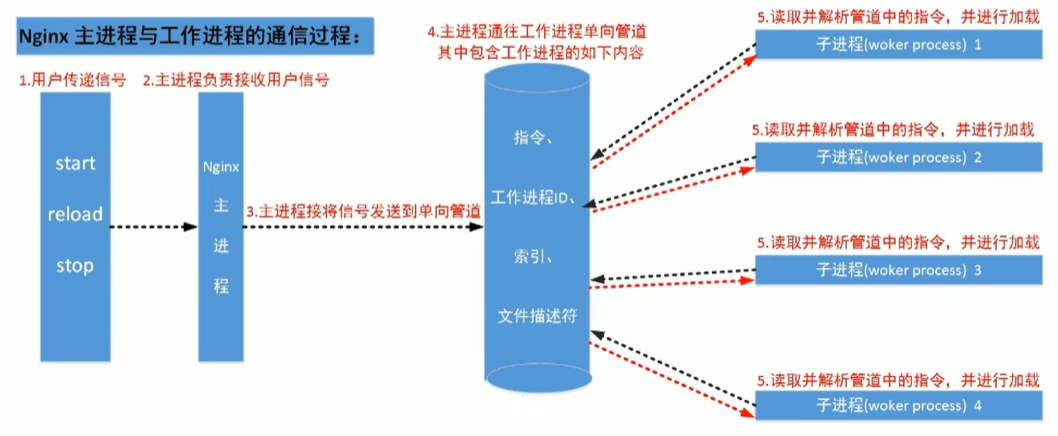 Nginx 主进程与工作进程的通信过程：
1.用户传递信号
2.主进程负责接收用户信号
start
reload
stop
Nginx
主
进
程
3.主进程接将信号发送到单向管道
4.主进程通往工作进程单向管道
其中包含工作进程的如下内容
指令、
工作进程ID、
索引、
文件描述符
5.读取并解析管道中的指令，并进行加载
子进程(woker process) 1
5.读取并解析管道中的指令，并进行加载
子进程(woker process) 2
5.读取并解析管道中的指令，并进行加载
子进程(woker process) 3
5.读取并解析管道中的指令，并进行加载
子进程(woker process) 4